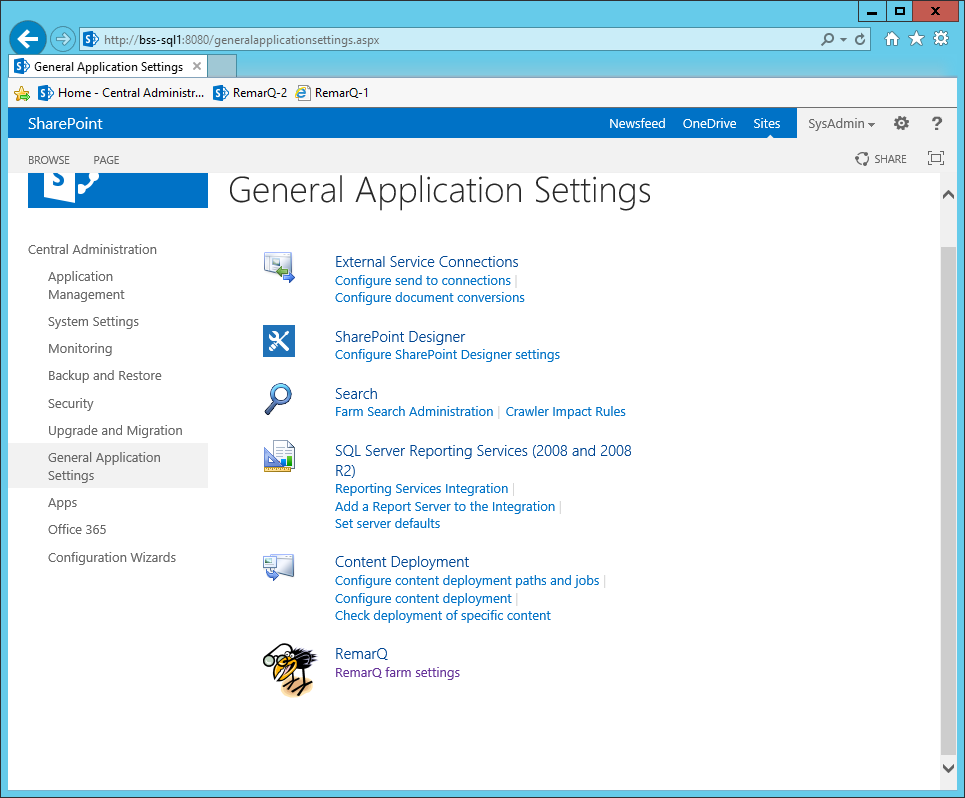 http://bss-sql1:8080/generalapplicationsettings.aspx
General Application Settings
Home - Central Administr... RemarQ-2 RemarQ-1
SharePoint Newsfeed OneDrive Sites SysAdmin ?
BROWSE PAGE SHARE
General Application Settings
Central Administration
Application
Management
System Settings
Monitoring
Backup and Restore
Security
Upgrade and Migration
General Application
Settings
Apps
Office 365
Configuration Wizards
External Service Connections
Configure send to connections |
Configure document conversions
SharePoint Designer
Configure SharePoint Designer settings
Search
Farm Search Administration | Crawler Impact Rules
SQL Server Reporting Services (2008 and 2008
R2)
Reporting Services Integration |
Add a Report Server to the Integration |
Set server defaults
Content Deployment
Configure content deployment paths and jobs |
Configure content deployment |
Check deployment of specific content
RemarQ
RemarQ farm settings